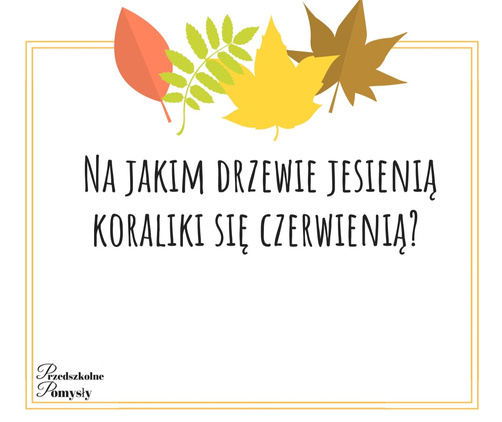 Na jakim drzewie jesienią
koraliki się czerwienią?
Przedszkolne
Pomysły